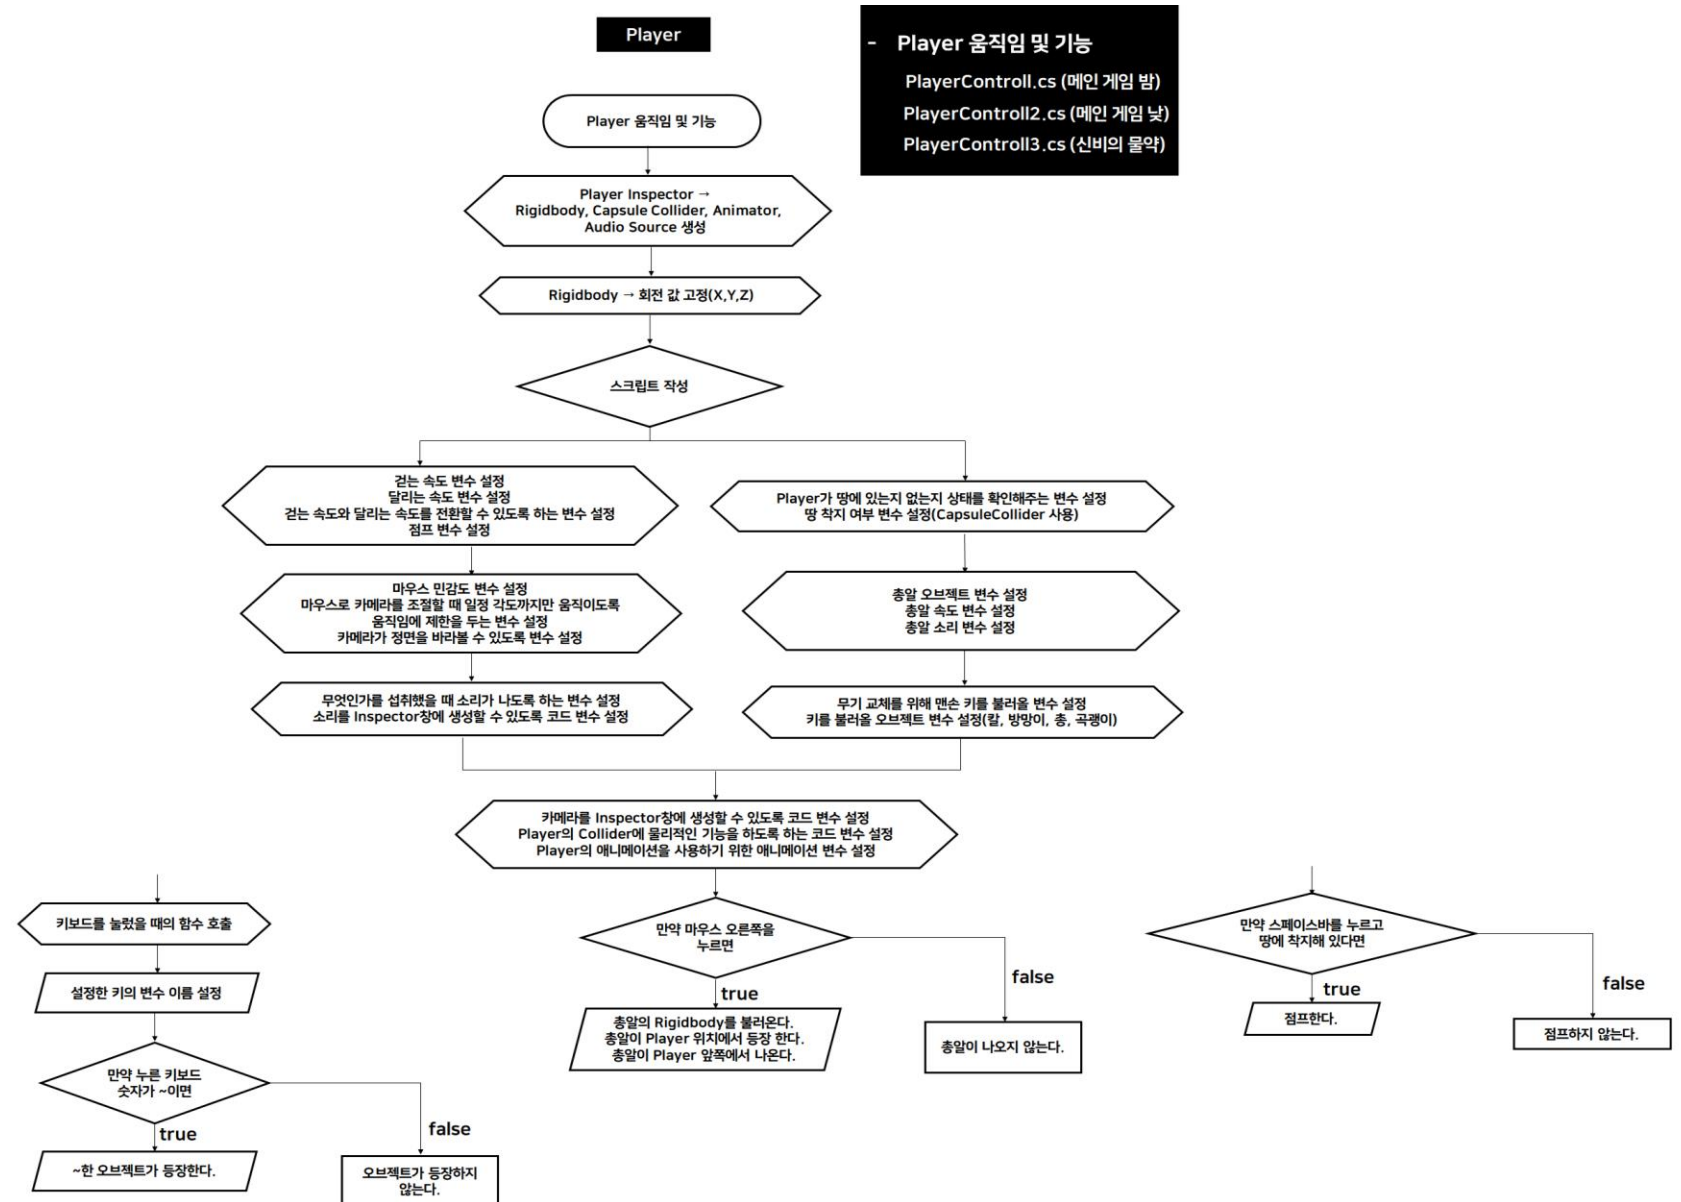 Player
- Player 움직임 및 기능
PlayerControll.cs (메인 게임 밤)
PlayerControll2.cs (메인 게임 낮)
PlayerControll3.cs (신비의 물약)
Player 움직임 및 기능
Player Inspector →
Rigidbody, Capsule Collider, Animator,
Audio Source 생성
Rigidbody → 회전 값 고정(X,Y,Z)
스크립트 작성
걷는 속도 변수 설정
달리는 속도 변수 설정
걷는 속도와 달리는 속도를 전환할 수 있도록 하는 변수 설정
점프 변수 설정
마우스 민감도 변수 설정
마우스로 카메라를 조절할 때 일정 각도까지만 움직이도록
움직임에 제한을 두는 변수 설정
카메라가 정면을 바라볼 수 있도록 변수 설정
무엇인가를 섭취했을 때 소리가 나도록 하는 변수 설정
소리를 Inspector창에 생성할 수 있도록 코드 변수 설정
Player가 땅에 있는지 없는지 상태를 확인해주는 변수 설정
땅 착지 여부 변수 설정(CapsuleCollider 사용)
총알 오브젝트 변수 설정
총알 속도 변수 설정
총알 소리 변수 설정
무기 교체를 위해 맨손 키를 불러올 변수 설정
키를 불러올 오브젝트 변수 설정(칼, 방망이, 총, 곡괭이)
카메라를 Inspector창에 생성할 수 있도록 코드 변수 설정
Player의 Collider에 물리적인 기능을 하도록 하는 코드 변수 설정
Player의 애니메이션을 사용하기 위한 애니메이션 변수 설정
키보드를 눌렀을 때의 함수 호출
설정한 키의 변수 이름 설정
만약 누른 키보드
숫자가 ~이면
true
false
~한 오브젝트가 등장한다.
오브젝트가 등장하지
않는다.
만약 마우스 오른쪽을
누르면
true
false
총알의 Rigidbody를 불러온다.
총알이 Player 위치에서 등장 한다.
총알이 Player 앞쪽에서 나온다.
총알이 나오지 않는다.
만약 스페이스바를 누르고
땅에 착지해 있다면
true
false
점프한다.
점프하지 않는다.